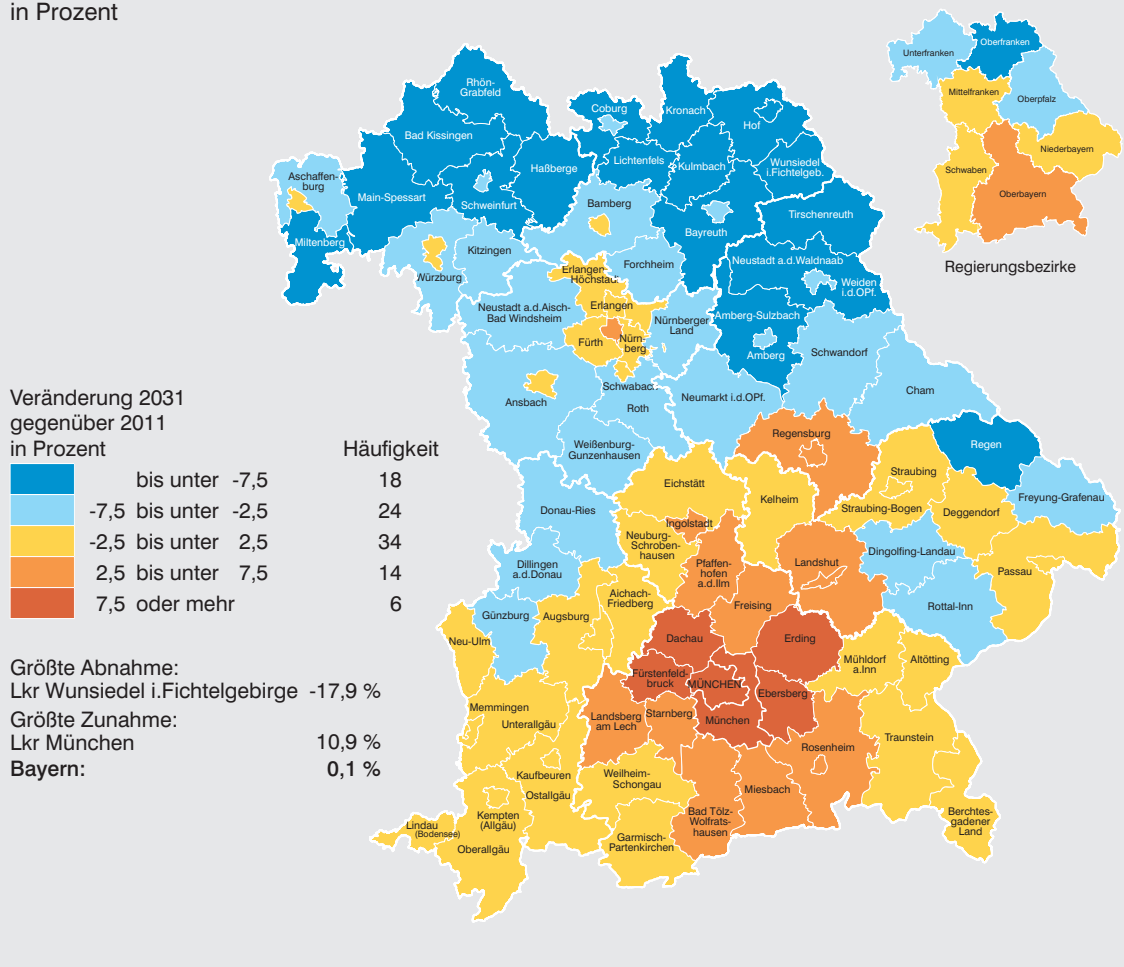 in Prozent
Unterfranken
Oberfranken
Mittelfranken
Oberpfalz
Niederbayern
Schwaben
Oberbayern
Regierungsbezirke
Rhön-
Grabfeld
Bad Kissingen
Coburg
Kronach
Hof
Lichtenfels
Kulmbach
Wunsiedel
i.Fichtelgeb.
Haßberge
Aschaffen-
burg
Main-Spessart
Schweinfurt
Bamberg
Bayreuth
Tirschenreuth
Miltenberg
Kitzingen
Würzburg
Forchheim
Neustadt a.d.Waldnaab
Weiden
i.d.OPf.
Erlangen-
Höchstadt
Erlangen
Neustadt a.d.Aisch-
Bad Windsheim
Nürnberger
Land
Amberg-Sulzbach
Amberg
Fürth
Nürn-
berg
Schwandorf
Cham
Schwabach
Ansbach
Roth
Neumarkt i.d.OPf.
Regensburg
Regen
Weißenburg-
Gunzenhausen
Straubing
Freyung-Grafenau
Eichstätt
Kelheim
Straubing-Bogen
Deggendorf
Donau-Ries
Ingolstadt
Neuburg-
Schroben-
hausen
Dingolfing-Landau
Passau
Dillingen
a.d.Donau
Pfaffen-
hofen
a.d.Ilm
Landshut
Rottal-Inn
Aichach-
Friedberg
Freising
Günzburg
Augsburg
Neu-Ulm
Dachau
Erding
Mühldorf
a.Inn
Altötting
Fürstenfeld-
bruck
MÜNCHEN
Ebersberg
Memmingen
Unterallgäu
Landsberg
am Lech
Starnberg
München
Rosenheim
Traunstein
Kaufbeuren
Ostallgäu
Weilheim-
Schongau
Miesbach
Bad Tölz-
Wolfrats-
hausen
Berchtes-
gadener
Land
Lindau
(Bodensee)
Kempten
(Allgäu)
Oberallgäu
Garmisch-
Partenkirchen
Veränderung 2031
gegenüber 2011
in Prozent Häufigkeit
bis unter -7,5 18
-7,5 bis unter -2,5 24
-2,5 bis unter 2,5 34
2,5 bis unter 7,5 14
7,5 oder mehr 6
Größte Abnahme:
Lkr Wunsiedel i.Fichtelgebirge -17,9 %
Größte Zunahme:
Lkr München 10,9 %
Bayern: 0,1 %